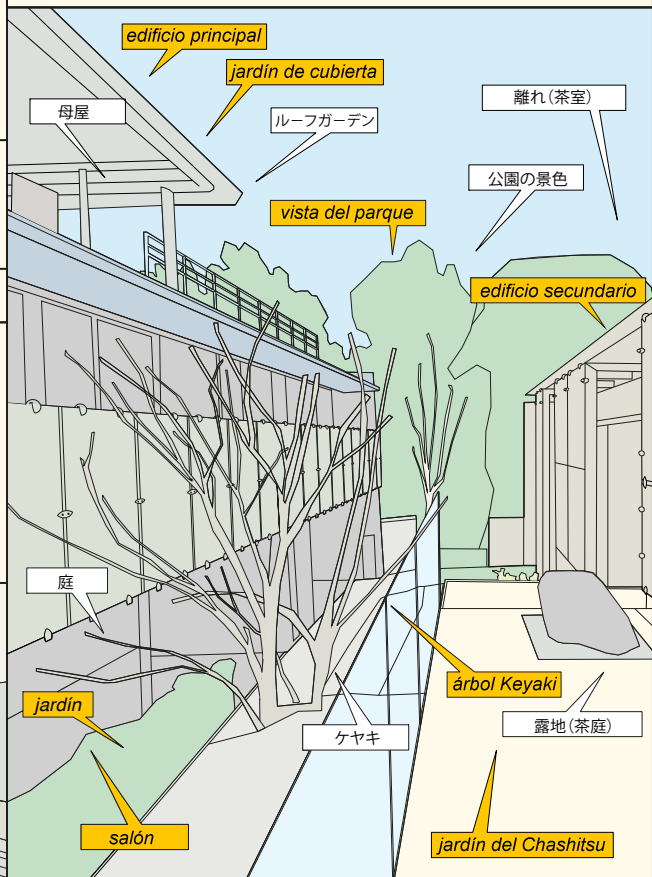 edificio principal
jardín de cubierta
母屋
ルーフガーデン
離れ(茶室)
公園の景色
vista del parque
edificio secundario
庭
árbol Keyaki
jardín
ケヤキ
露地(茶庭)
salón
jardín del Chashitsu